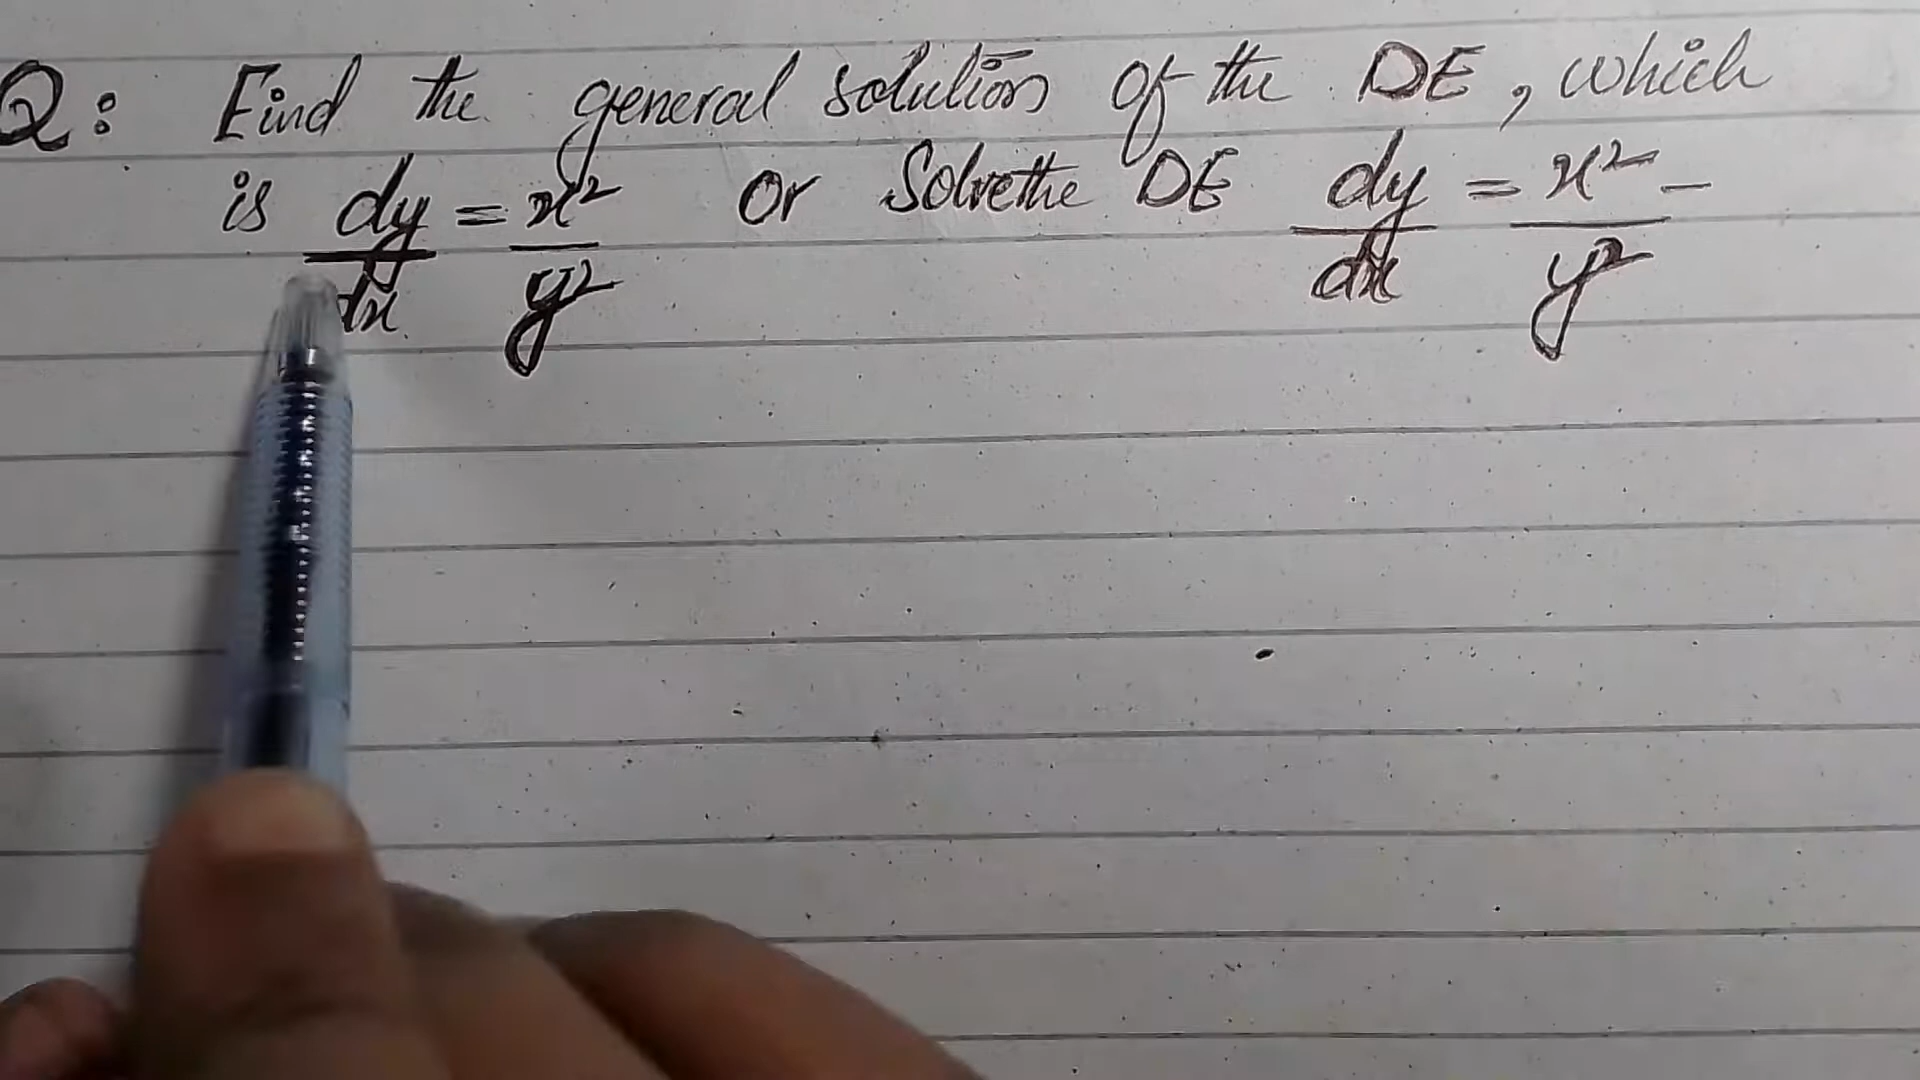 Q: Find the general solution of the DE, which
is dy/dx = x²/y² Or Solve the DE dy/dx = x²/y² –